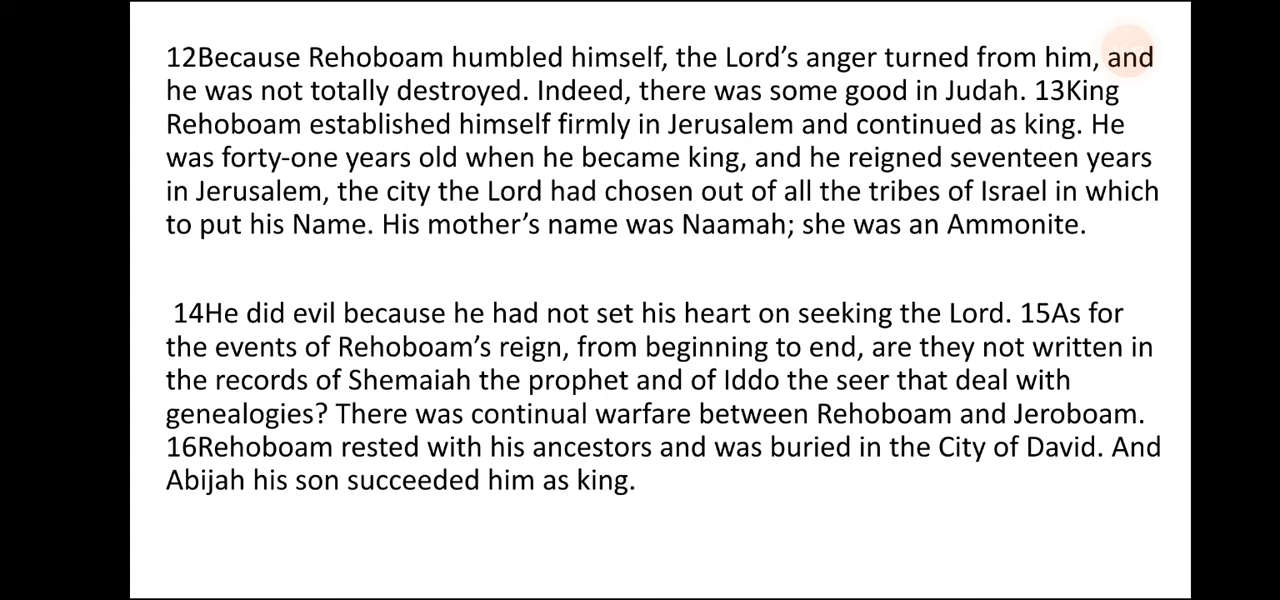 12Because Rehoboam humbled himself, the Lord’s anger turned from him, and
he was not totally destroyed. Indeed, there was some good in Judah. 13King
Rehoboam established himself firmly in Jerusalem and continued as king. He
was forty-one years old when he became king, and he reigned seventeen years
in Jerusalem, the city the Lord had chosen out of all the tribes of Israel in which
to put his Name. His mother’s name was Naamah; she was an Ammonite.
14He did evil because he had not set his heart on seeking the Lord. 15As for
the events of Rehoboam’s reign, from beginning to end, are they not written in
the records of Shemaiah the prophet and of Iddo the seer that deal with
genealogies? There was continual warfare between Rehoboam and Jeroboam.
16Rehoboam rested with his ancestors and was buried in the City of David. And
Abijah his son succeeded him as king.